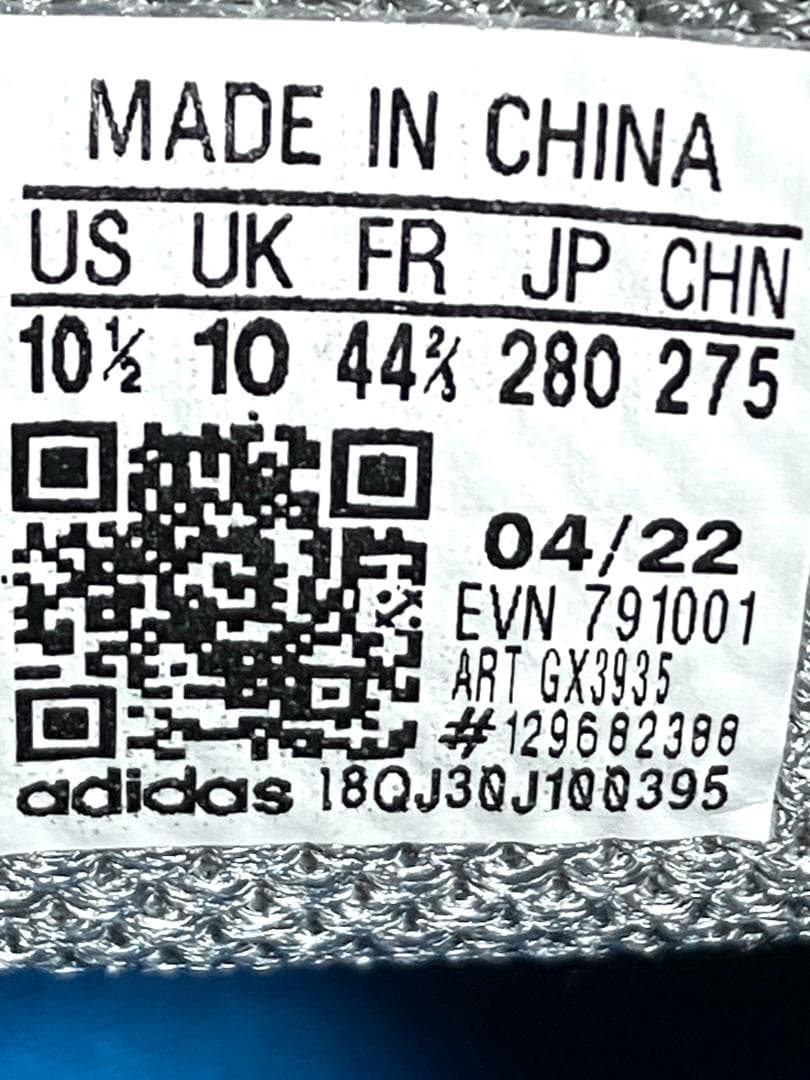 MADE IN CHINA
US UK FR JP CHN
10½ 10 44⅔ 280 275
04/22
EVN 791001
ART GX3935
#129682388
adidas 18QJ30J100395